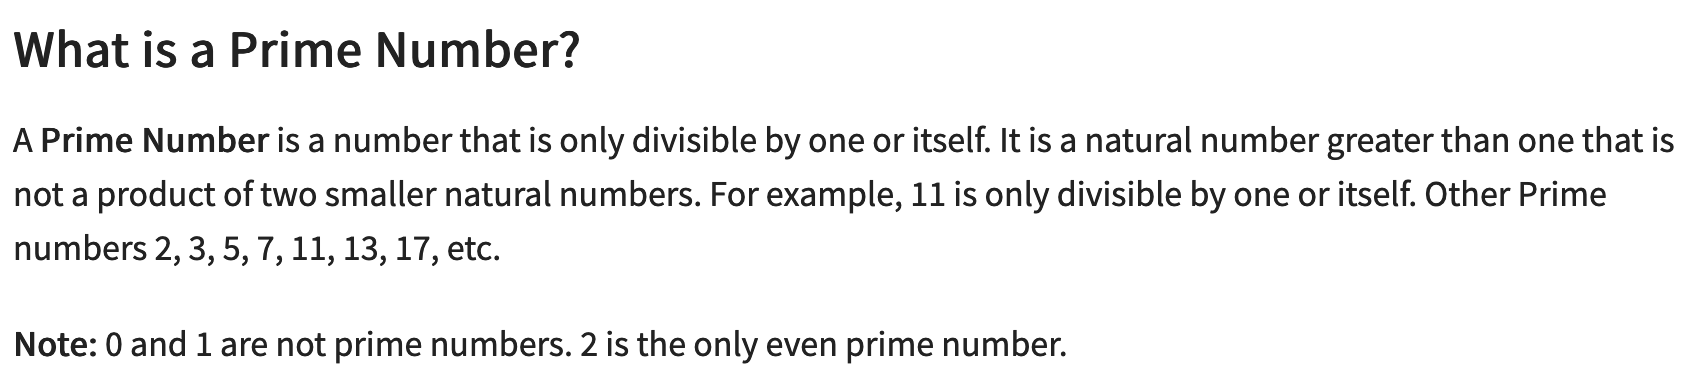 What is a Prime Number?
A Prime Number is a number that is only divisible by one or itself. It is a natural number greater than one that is
not a product of two smaller natural numbers. For example, 11 is only divisible by one or itself. Other Prime
numbers 2, 3, 5, 7, 11, 13, 17, etc.
Note: 0 and 1 are not prime numbers. 2 is the only even prime number.